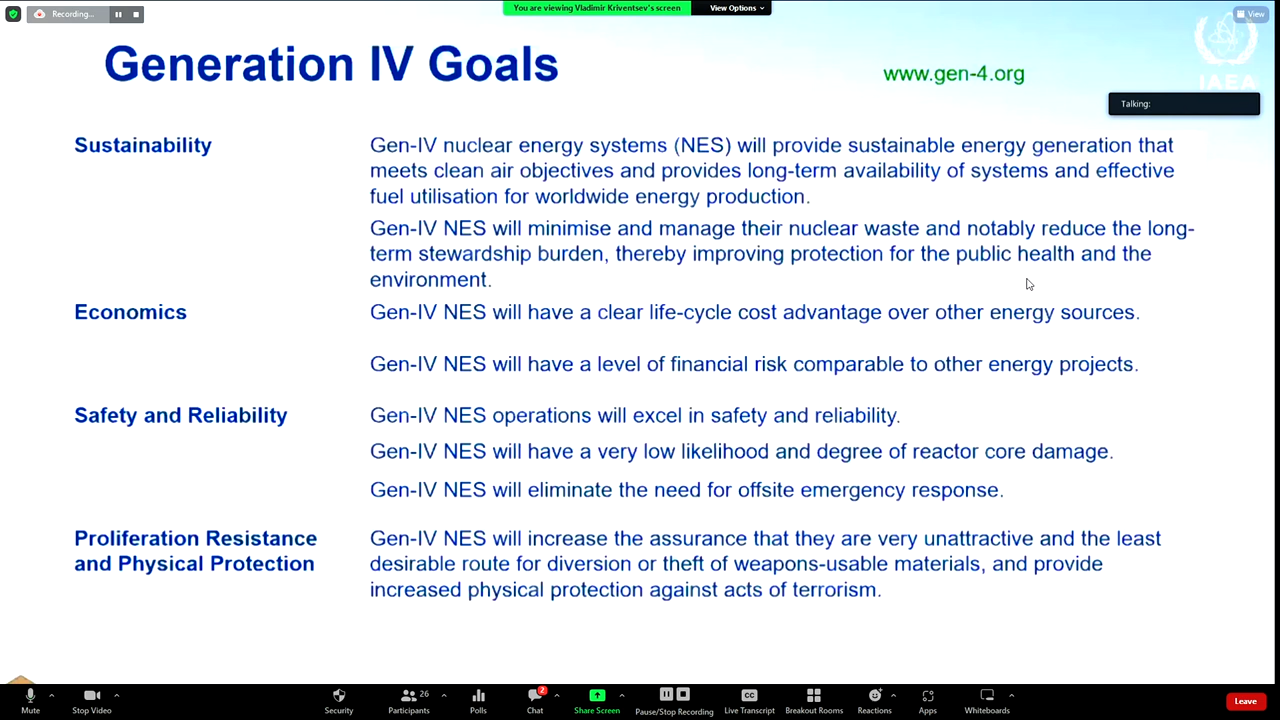 Recording...
You are viewing Vladimir Kriventsev's screen
View Options
View
Generation IV Goals
www.gen-4.org
IAEA
Talking:
Sustainability
Gen-IV nuclear energy systems (NES) will provide sustainable energy generation that
meets clean air objectives and provides long-term availability of systems and effective
fuel utilisation for worldwide energy production.
Gen-IV NES will minimise and manage their nuclear waste and notably reduce the long-
term stewardship burden, thereby improving protection for the public health and the
environment.
Economics
Gen-IV NES will have a clear life-cycle cost advantage over other energy sources.
Gen-IV NES will have a level of financial risk comparable to other energy projects.
Safety and Reliability
Gen-IV NES operations will excel in safety and reliability.
Gen-IV NES will have a very low likelihood and degree of reactor core damage.
Gen-IV NES will eliminate the need for offsite emergency response.
Proliferation Resistance
and Physical Protection
Gen-IV NES will increase the assurance that they are very unattractive and the least
desirable route for diversion or theft of weapons-usable materials, and provide
increased physical protection against acts of terrorism.
Mute
Stop Video
Security
26
Participants
Polls
2
Chat
Share Screen
Pause/Stop Recording
CC
Live Transcript
Breakout Rooms
Reactions
Apps
Whiteboards
Leave